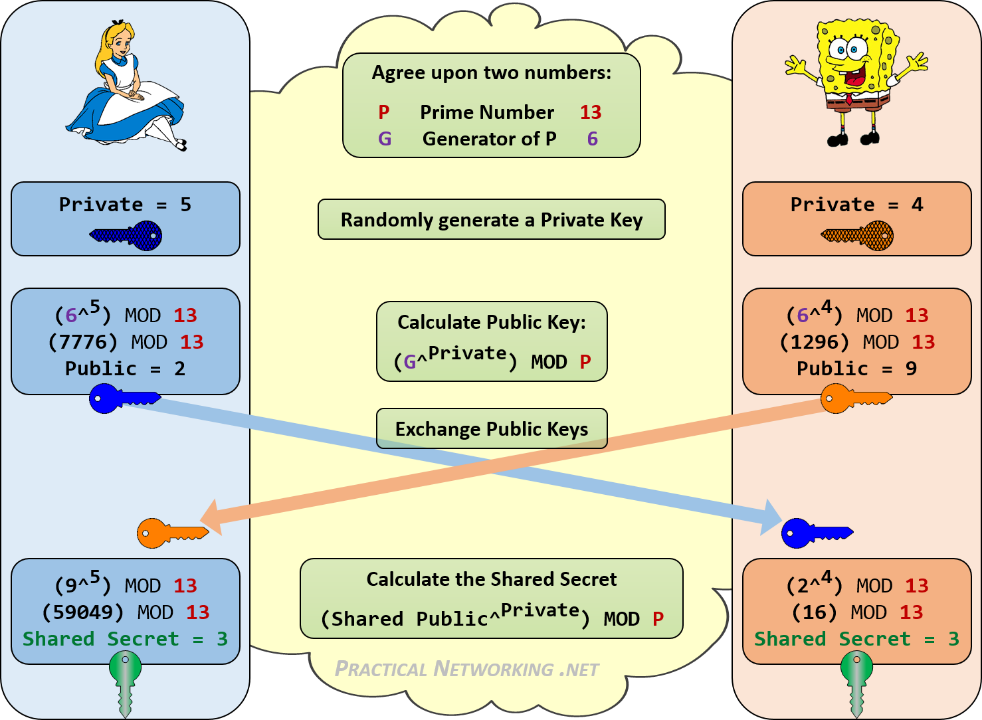 Agree upon two numbers:
P Prime Number 13
G Generator of P 6
Private = 5
Randomly generate a Private Key
Private = 4
(6^5) MOD 13
(7776) MOD 13
Public = 2
Calculate Public Key:
(G^Private) MOD P
(6^4) MOD 13
(1296) MOD 13
Public = 9
Exchange Public Keys
(9^5) MOD 13
(59049) MOD 13
Shared Secret = 3
Calculate the Shared Secret
(Shared Public^Private) MOD P
(2^4) MOD 13
(16) MOD 13
Shared Secret = 3
PRACTICAL NETWORKING .NET